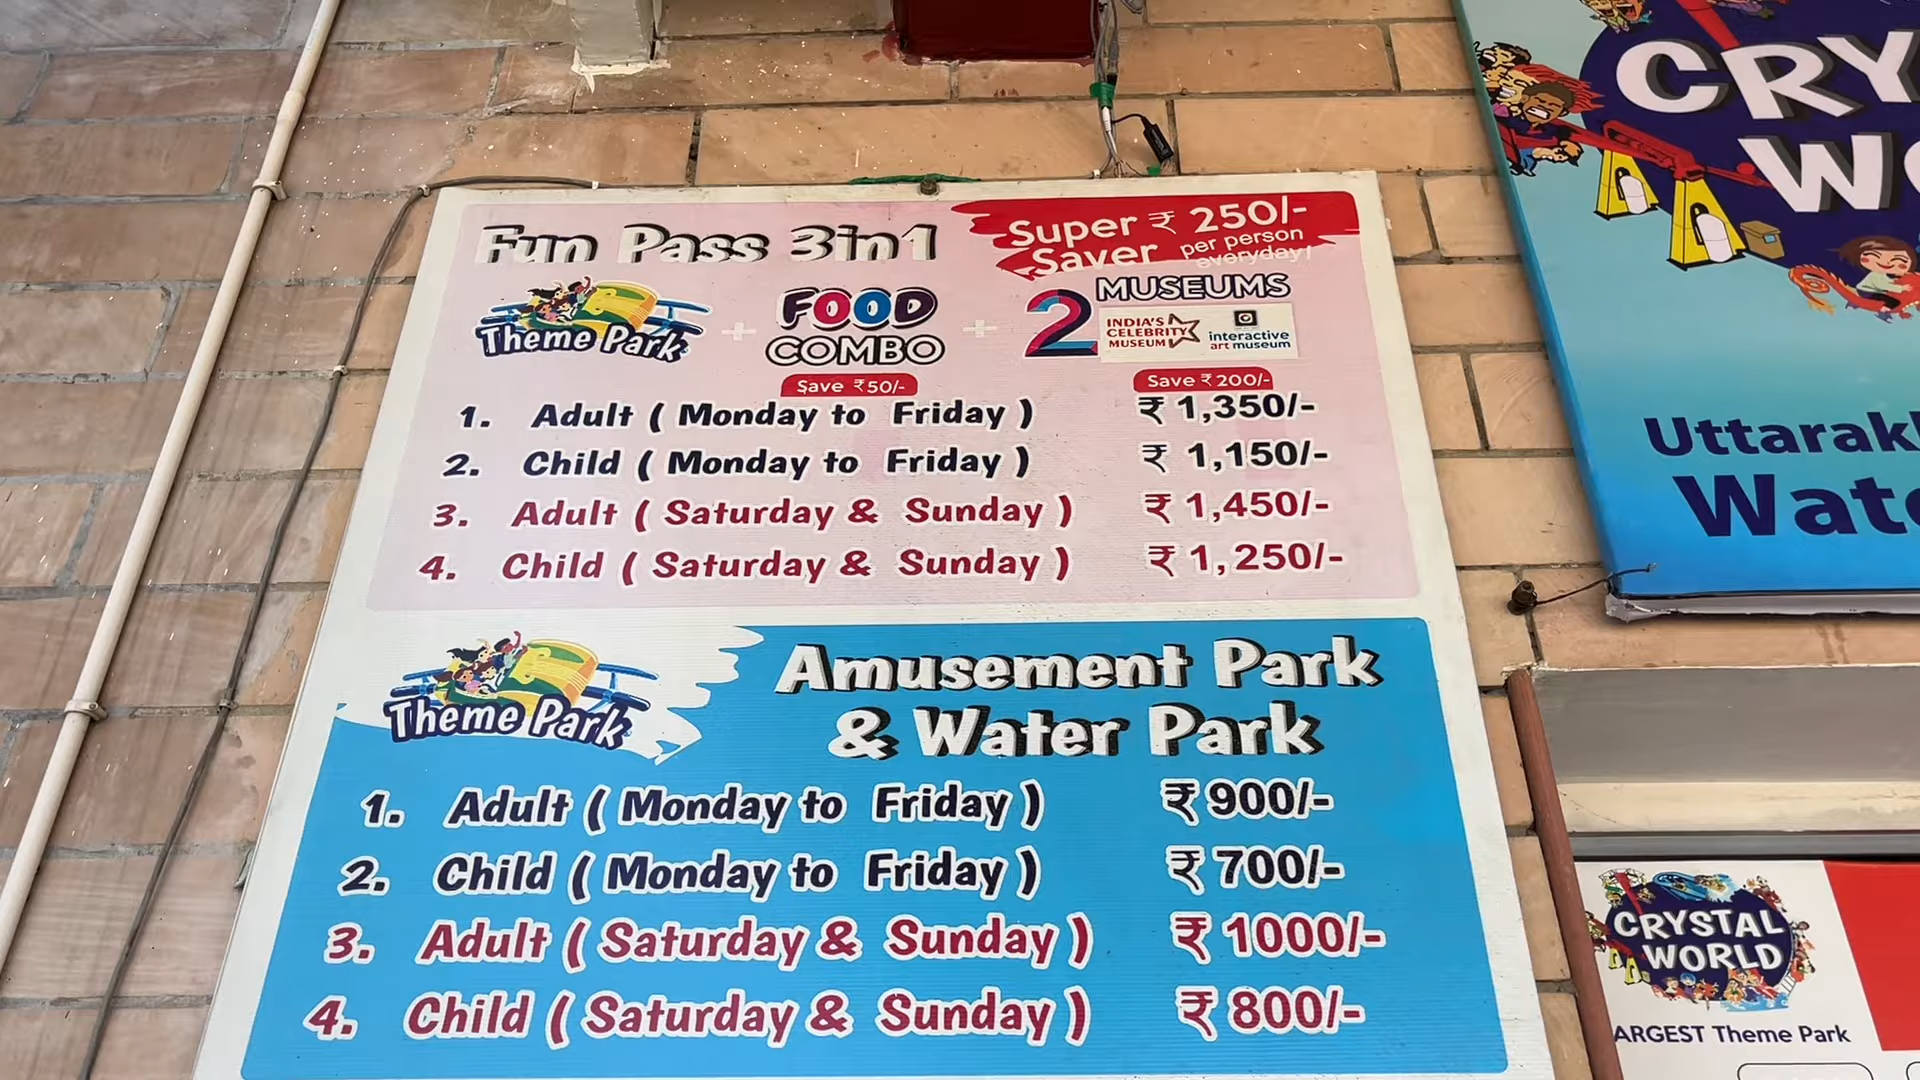 Fun Pass 3in1
Super ₹ 250/-
Saver per person
everyday!
Theme Park + FOOD COMBO + 2 MUSEUMS
INDIA'S CELEBRITY MUSEUM
interactive art museum
Save ₹50/-
Save ₹200/-
1. Adult ( Monday to Friday ) ₹ 1,350/-
2. Child ( Monday to Friday ) ₹ 1,150/-
3. Adult ( Saturday & Sunday ) ₹ 1,450/-
4. Child ( Saturday & Sunday ) ₹ 1,250/-
Theme Park
Amusement Park
& Water Park
1. Adult ( Monday to Friday ) ₹ 900/-
2. Child ( Monday to Friday ) ₹ 700/-
3. Adult ( Saturday & Sunday ) ₹ 1000/-
4. Child ( Saturday & Sunday ) ₹ 800/-
CRY
W
Uttarak
Wat
CRYSTAL
WORLD
ARGEST Theme Park